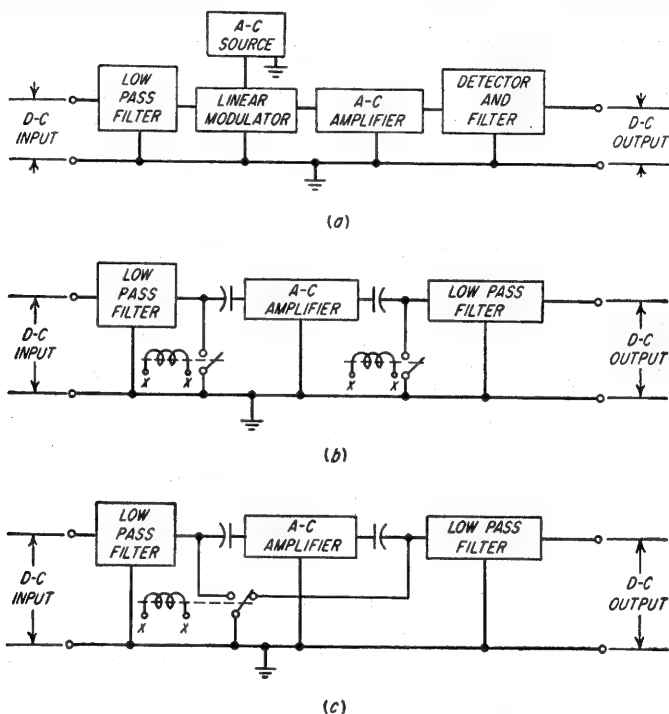 A-C
SOURCE
LOW
PASS
FILTER
LINEAR
MODULATOR
A-C
AMPLIFIER
DETECTOR
AND
FILTER
D-C
INPUT
D-C
OUTPUT
(a)
LOW
PASS
FILTER
A-C
AMPLIFIER
LOW PASS
FILTER
D-C
INPUT
X X
X X
D-C
OUTPUT
(b)
LOW
PASS
FILTER
A-C
AMPLIFIER
LOW PASS
FILTER
D-C
INPUT
X X
D-C
OUTPUT
(c)